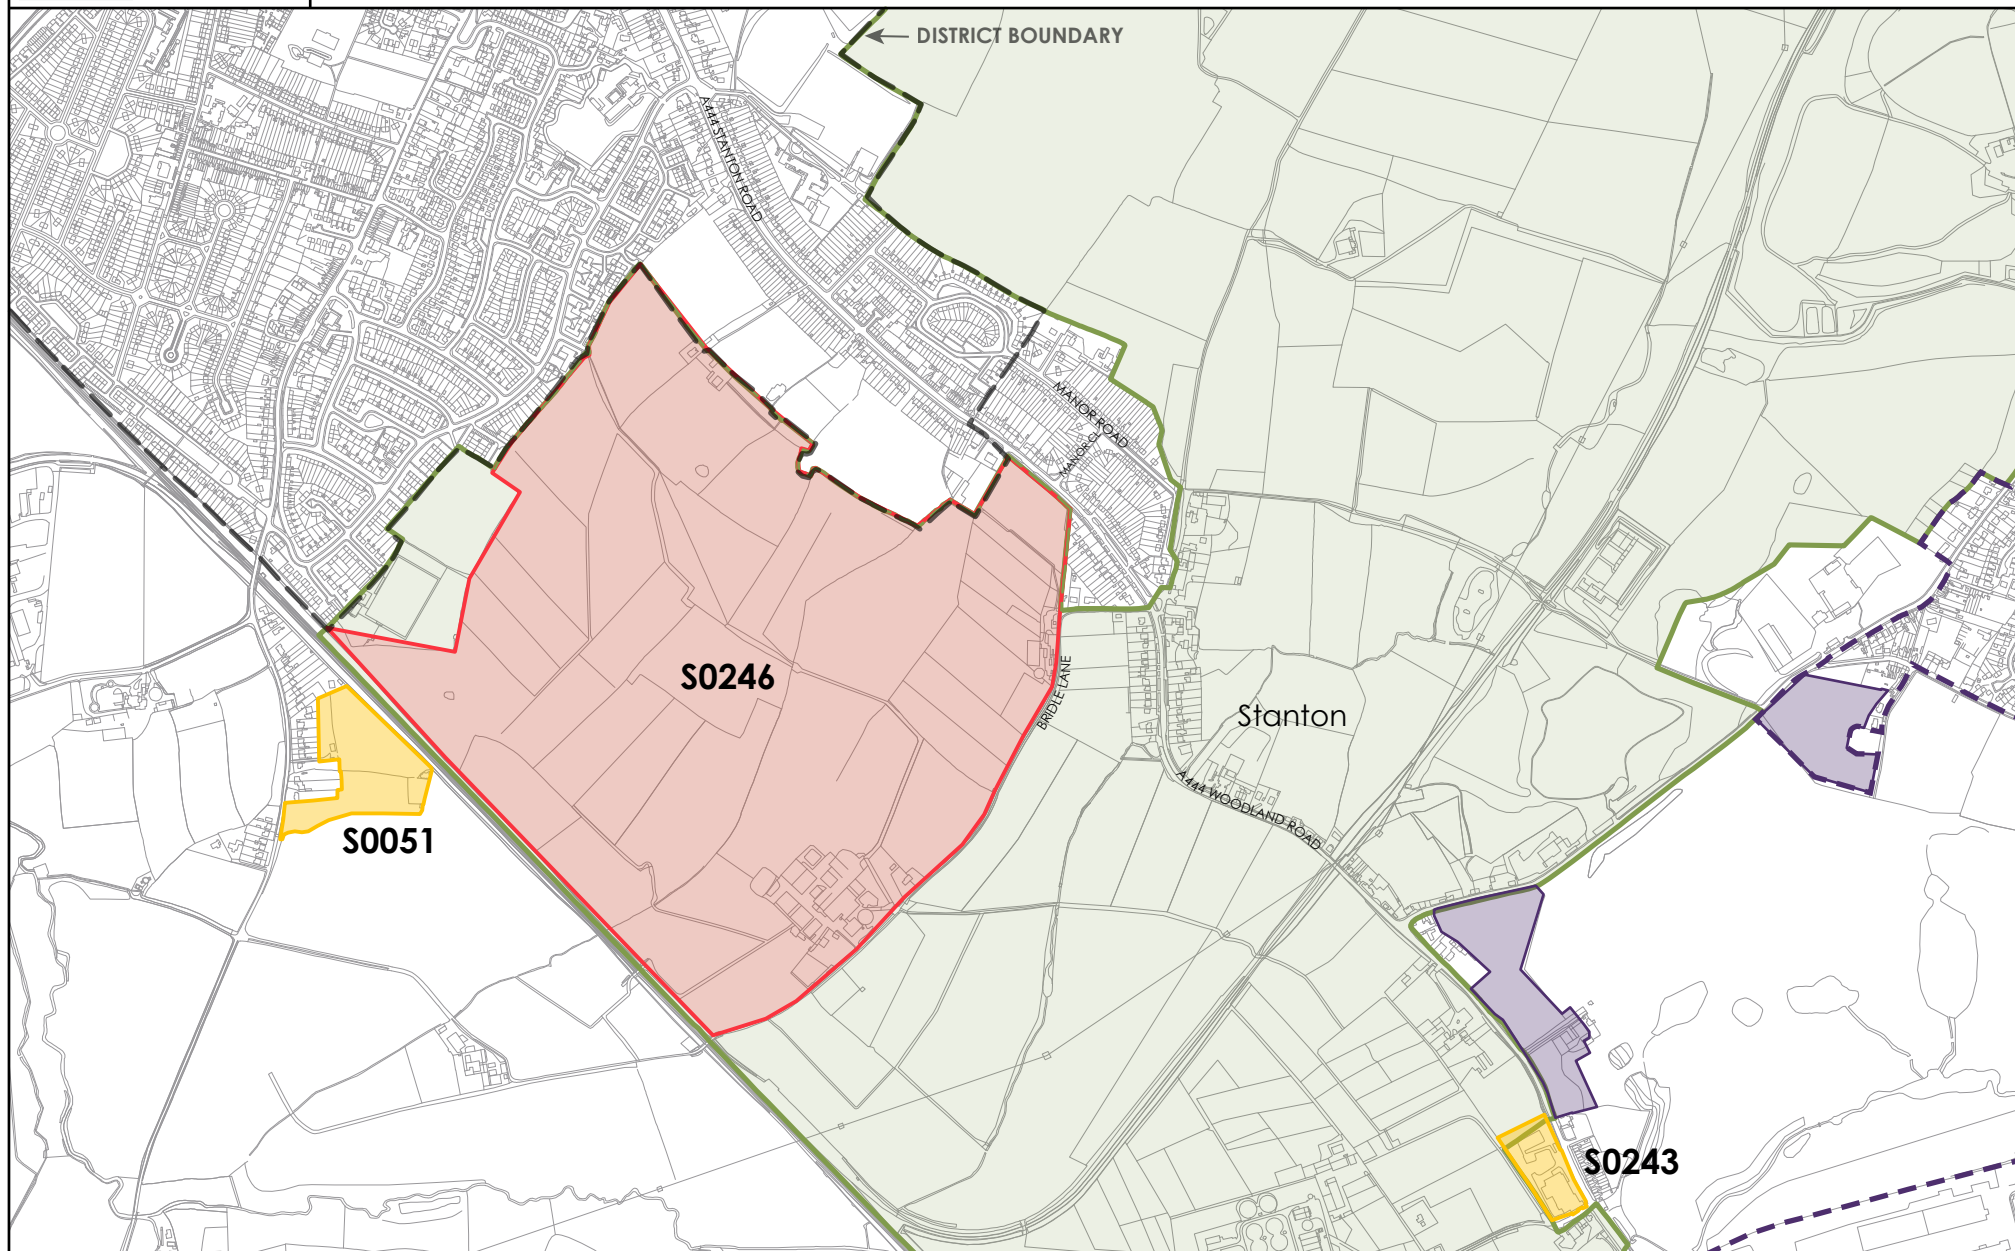 DISTRICT BOUNDARY
A444 STANTON ROAD
MANOR ROAD
MANOR CL
S0246
BRIDLE LANE
Stanton
A444 WOODLAND ROAD
S0051
S0243